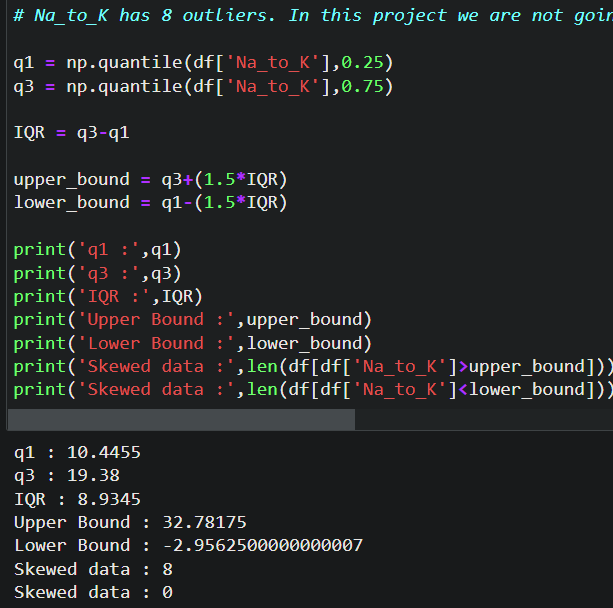 # Na_to_K has 8 outliers. In this project we are not goin
q1 = np.quantile(df['Na_to_K'],0.25)
q3 = np.quantile(df['Na_to_K'],0.75)
IQR = q3-q1
upper_bound = q3+(1.5*IQR)
lower_bound = q1-(1.5*IQR)
print('q1 :',q1)
print('q3 :',q3)
print('IQR :',IQR)
print('Upper Bound :',upper_bound)
print('Lower Bound :',lower_bound)
print('Skewed data :',len(df[df['Na_to_K']>upper_bound]))
print('Skewed data :',len(df[df['Na_to_K']<lower_bound]))
q1 : 10.4455
q3 : 19.38
IQR : 8.9345
Upper Bound : 32.78175
Lower Bound : -2.9562500000000007
Skewed data : 8
Skewed data : 0